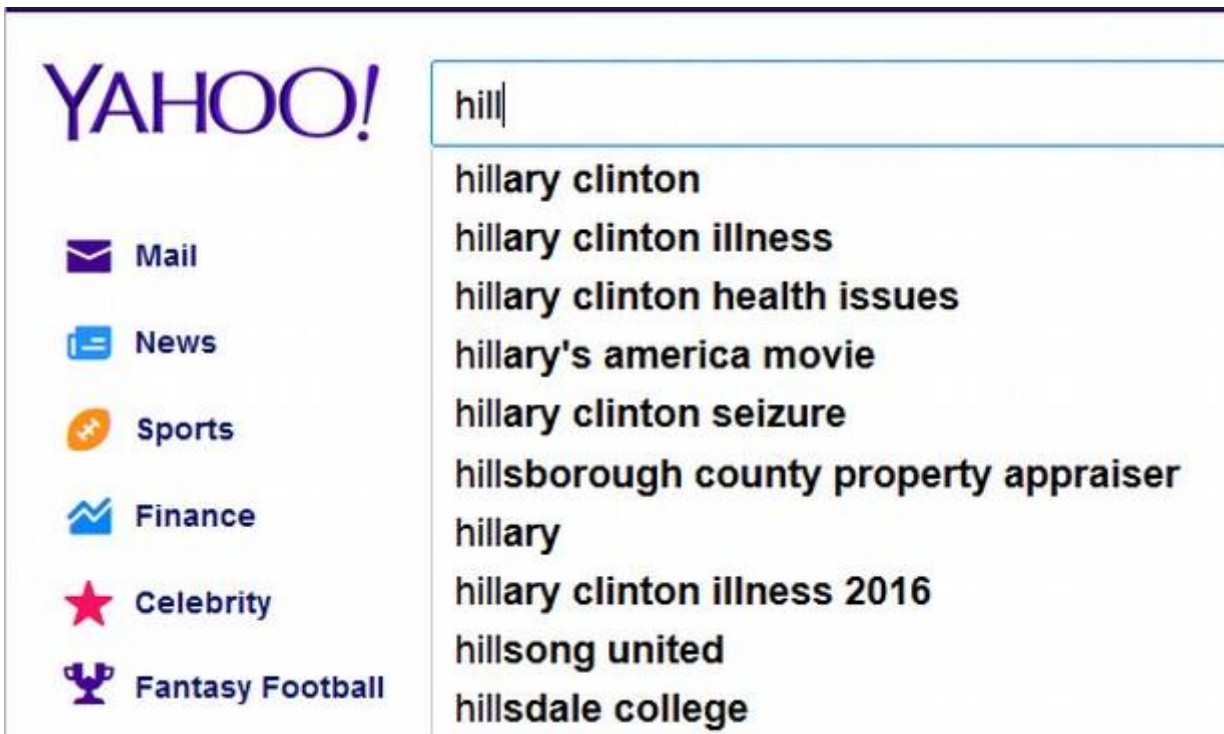 YAHOO!
hill
hillary clinton
hillary clinton illness
hillary clinton health issues
hillary's america movie
hillary clinton seizure
hillsborough county property appraiser
hillary
hillary clinton illness 2016
hillsong united
hillsdale college
Mail
News
Sports
Finance
Celebrity
Fantasy Football